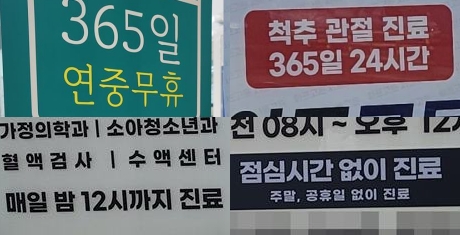 365일
연중무휴
척추 관절 진료
365일 24시간
가정의학과 | 소아청소년과
혈액검사 | 수액센터
매일 밤 12시까지 진료
전 08시 ~ 오후 12시
점심시간 없이 진료
주말, 공휴일 없이 진료